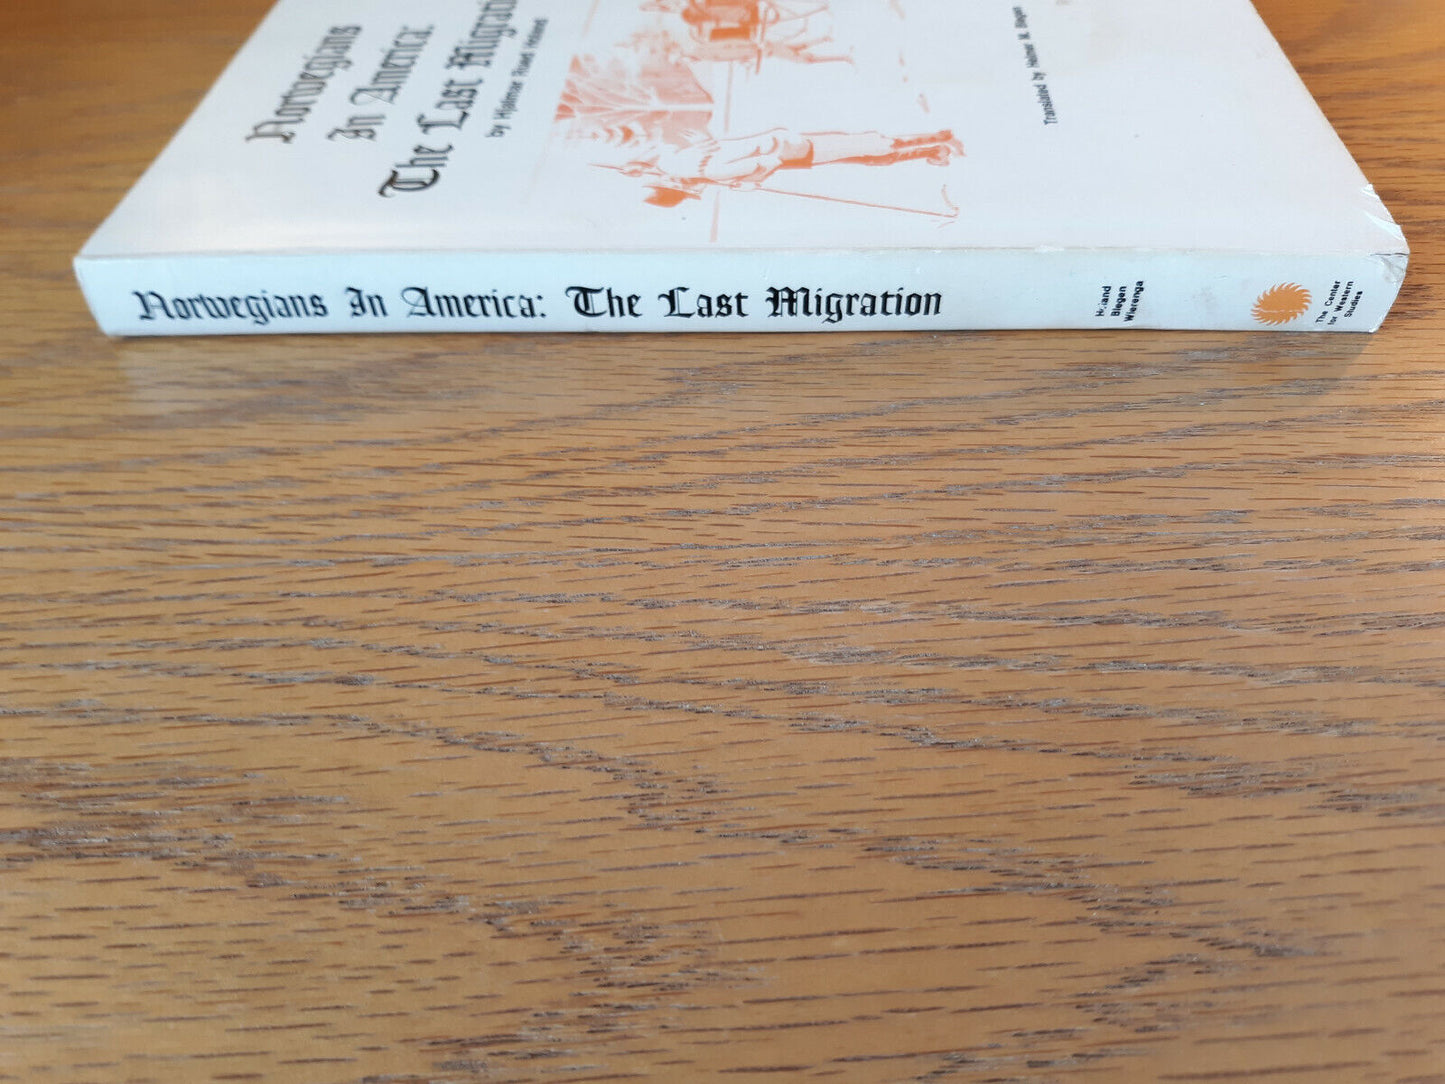 Norwegians
In America:
The Last Migration
by Hjalmar Rued Holand
Translated by Helmer M. Blegen
Norwegians In America: The Last Migration
Holand
Blegen
Wierenga
The Center
for Western
Studies